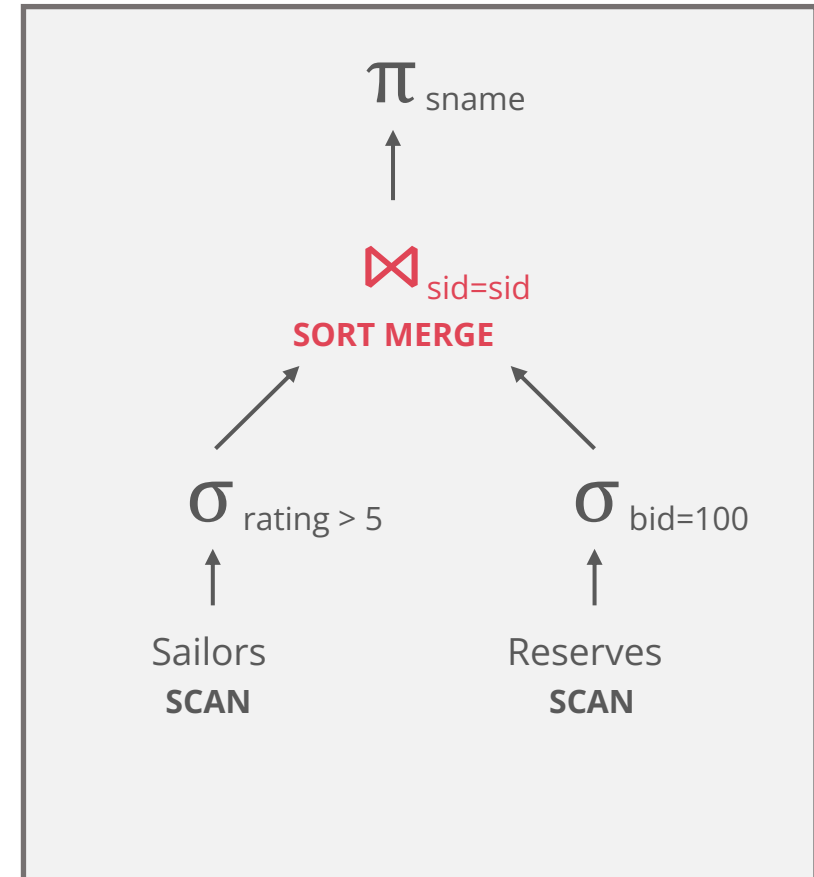 π sname
⋈ sid=sid
SORT MERGE
σ rating > 5
σ bid=100
Sailors
SCAN
Reserves
SCAN